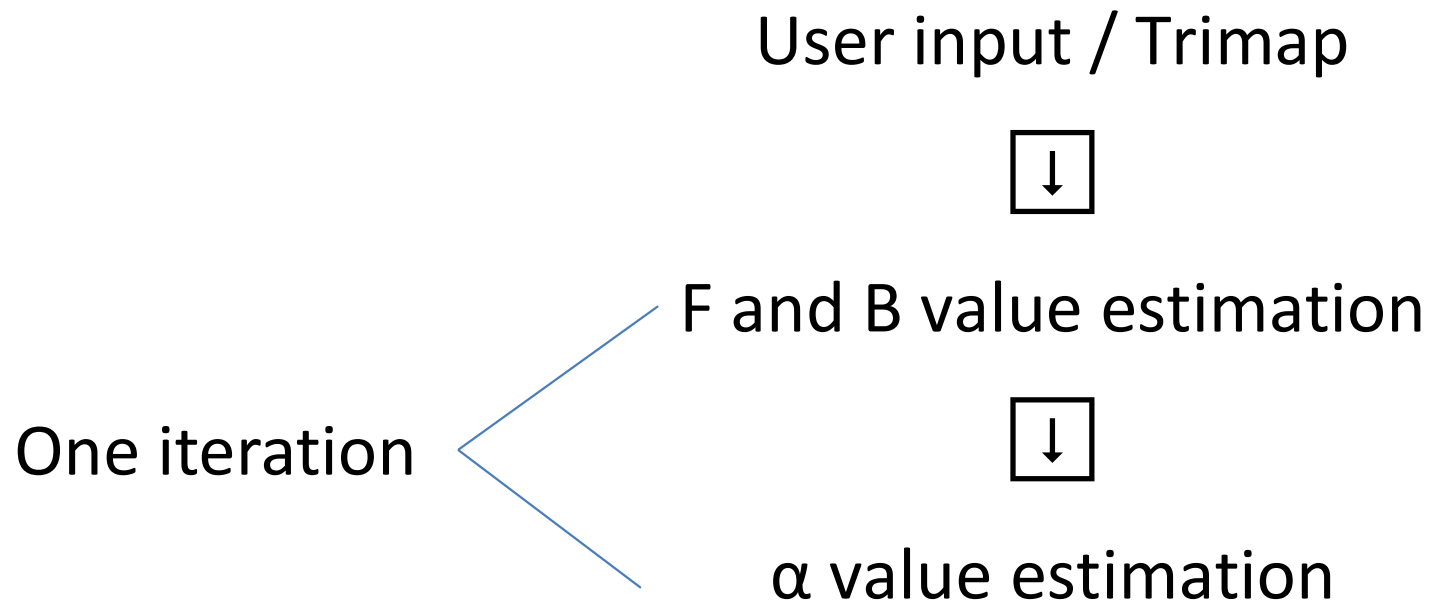 User input / Trimap
↓
F and B value estimation
One iteration
↓
α value estimation